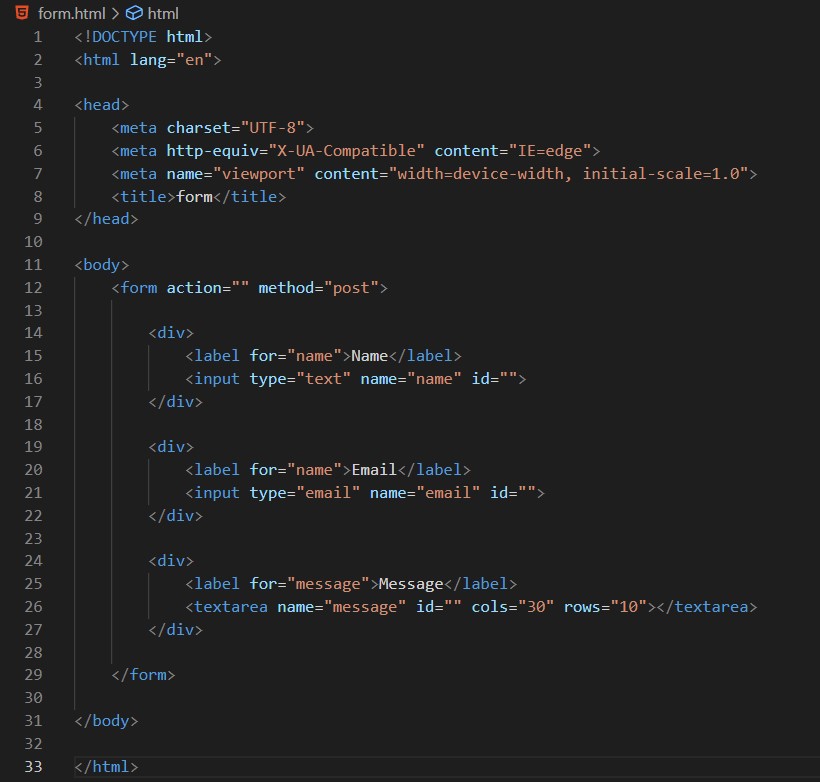 form.html > html
1 <!DOCTYPE html>
2 <html lang="en">
3
4 <head>
5     <meta charset="UTF-8">
6     <meta http-equiv="X-UA-Compatible" content="IE=edge">
7     <meta name="viewport" content="width=device-width, initial-scale=1.0">
8     <title>form</title>
9 </head>
10
11 <body>
12     <form action="" method="post">
13
14         <div>
15             <label for="name">Name</label>
16             <input type="text" name="name" id="">
17         </div>
18
19         <div>
20             <label for="name">Email</label>
21             <input type="email" name="email" id="">
22         </div>
23
24         <div>
25             <label for="message">Message</label>
26             <textarea name="message" id="" cols="30" rows="10"></textarea>
27         </div>
28
29     </form>
30
31 </body>
32
33 </html>